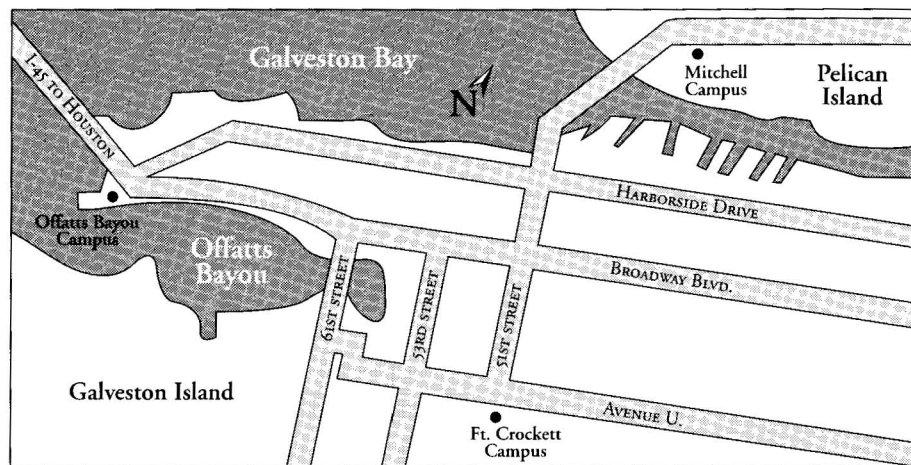 Galveston Bay
I-45 TO HOUSTON
N
Mitchell
Campus
Pelican
Island
HARBORSIDE DRIVE
Offatts Bayou
Campus
Offatts
Bayou
BROADWAY BLVD.
61ST STREET
53RD STREET
51ST STREET
Galveston Island
AVENUE U.
Ft. Crockett
Campus